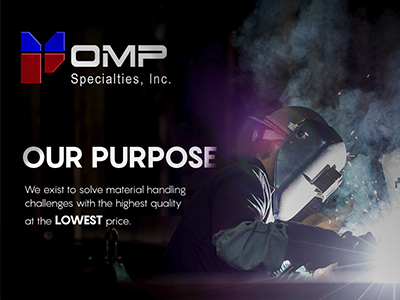 OMP
Specialties, Inc.
OUR PURPOSE
We exist to solve material handling
challenges with the highest quality
at the LOWEST price.